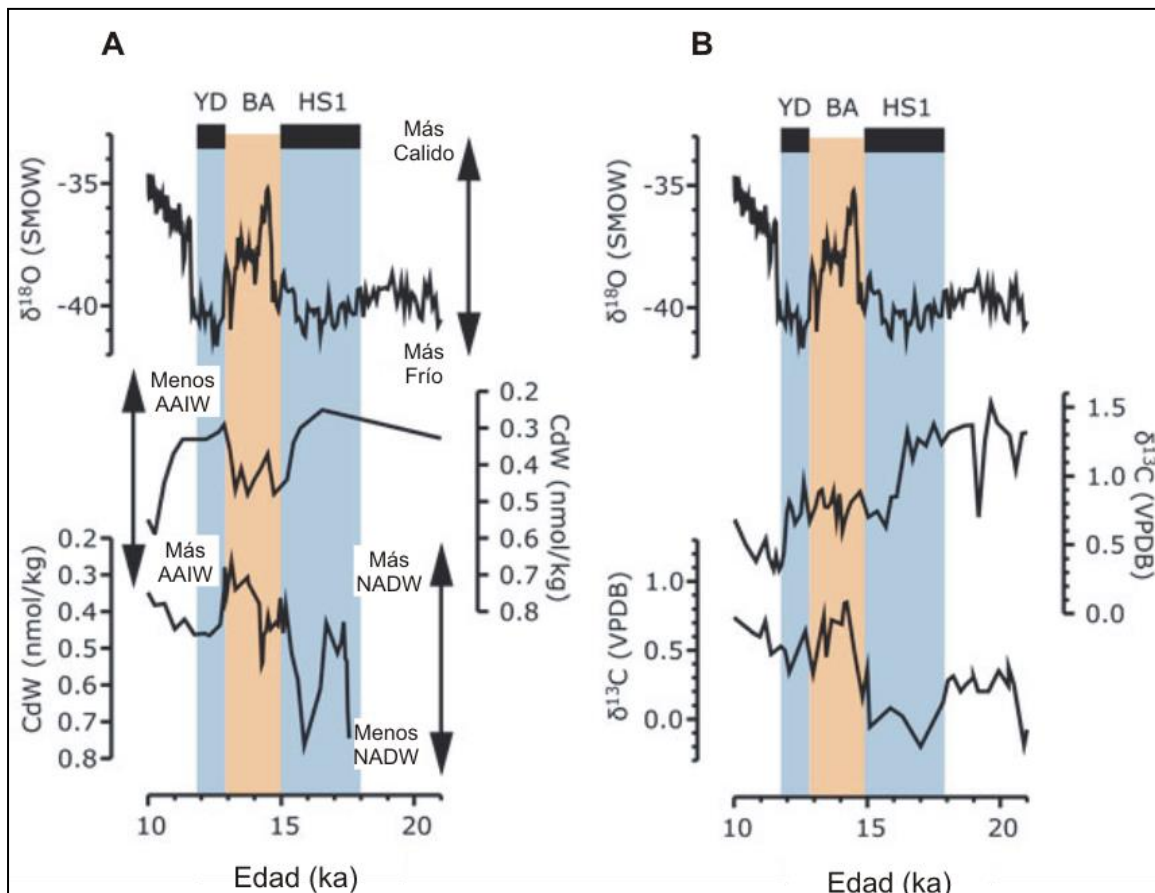 A
YD BA HS1
Más
Calido
-35
-40
δ18O (SMOW)
Más
Frío
Menos
AAIW
0.2
0.3
0.4
0.5
0.6
0.7
0.8
CdW (nmol/kg)
Más
AAIW
0.2
0.3
0.4
0.5
0.6
0.7
0.8
CdW (nmol/kg)
Más
NADW
Menos
NADW
10 15 20
Edad (ka)
B
YD BA HS1
-35
-40
δ18O (SMOW)
1.5
1.0
0.5
0.0
δ13C (VPDB)
1.0
0.5
0.0
δ13C (VPDB)
10 15 20
Edad (ka)